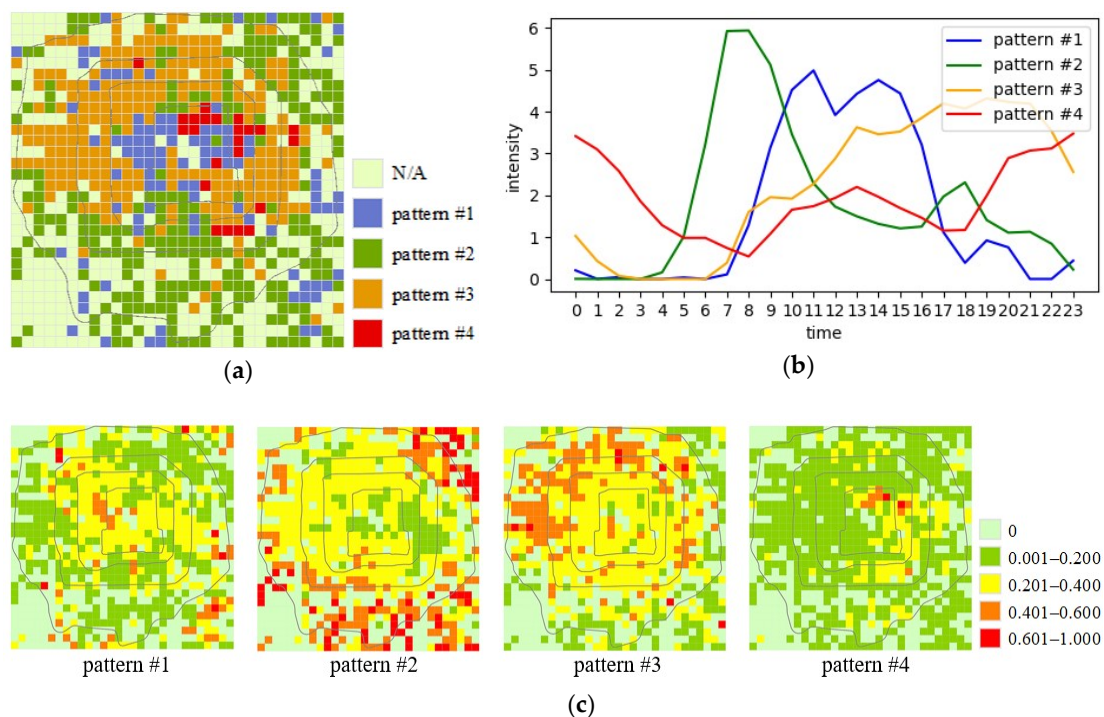 N/A
pattern #1
pattern #2
pattern #3
pattern #4
(a)
6
5
4
3
2
1
0
intensity
pattern #1
pattern #2
pattern #3
pattern #4
0 1 2 3 4 5 6 7 8 9 10 11 12 13 14 15 16 17 18 19 20 21 22 23
time
(b)
pattern #1
pattern #2
pattern #3
pattern #4
0
0.001–0.200
0.201–0.400
0.401–0.600
0.601–1.000
(c)